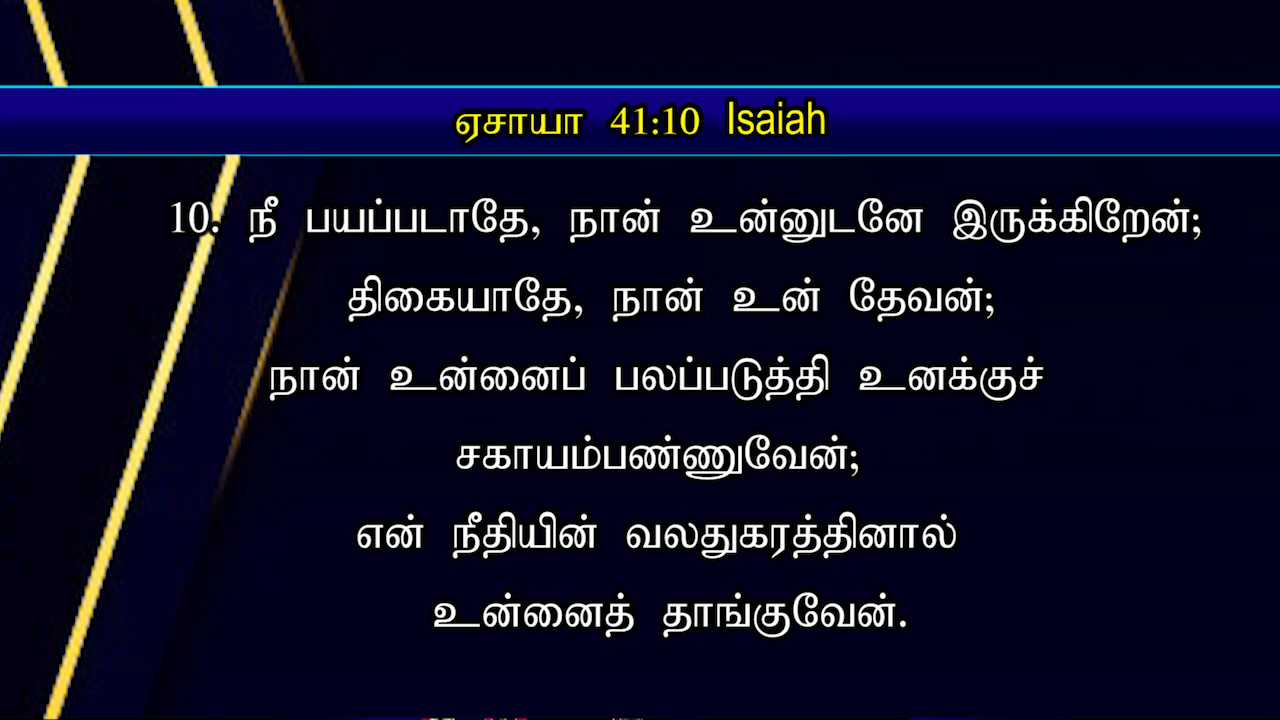 ஏசாயா 41:10 Isaiah
10. நீ பயப்படாதே, நான் உன்னுடனே இருக்கிறேன்;
திகையாதே, நான் உன் தேவன்;
நான் உன்னைப் பலப்படுத்தி உனக்குச்
சகாயம்பண்ணுவேன்;
என் நீதியின் வலதுகரத்தினால்
உன்னைத் தாங்குவேன்.